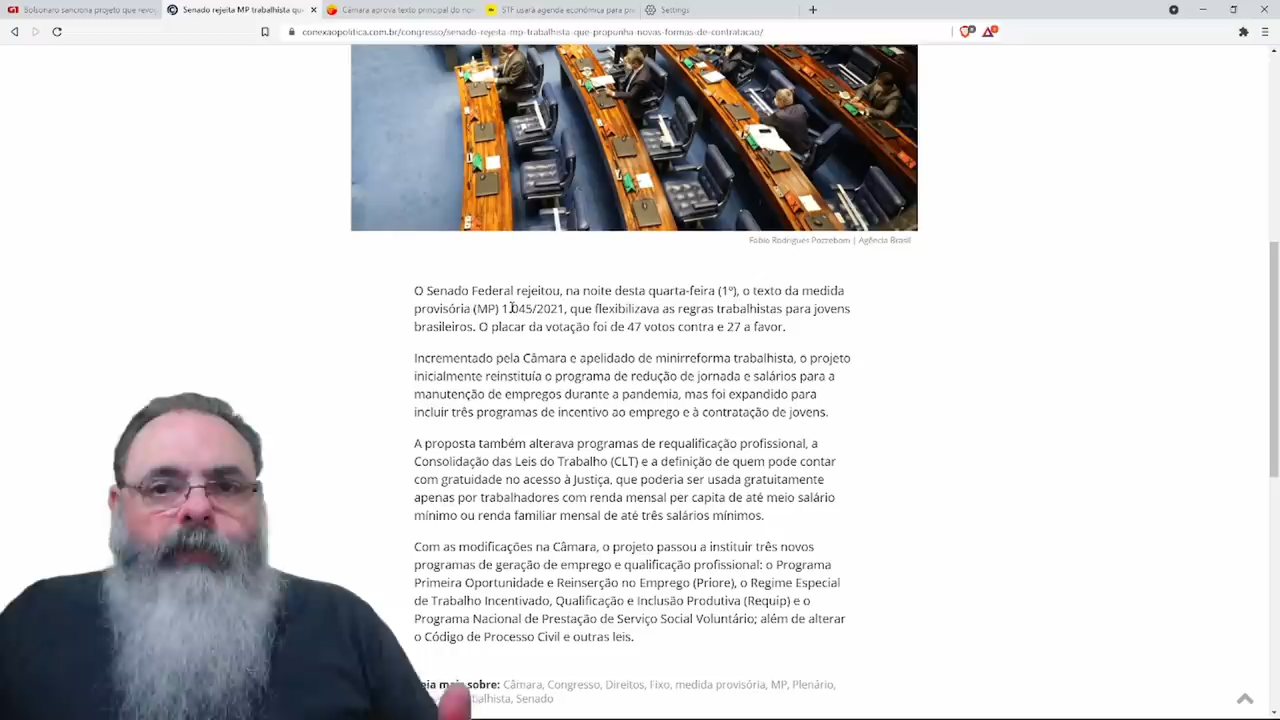 Bolsonaro sanciona projeto que revog
Senado rejeita MP trabalhista qu
Câmara aprova texto principal do no
STF usará agenda econômica para pr
Settings
conexaopolitica.com.br/congresso/senado-rejeita-mp-trabalhista-que-propunha-novas-formas-de-contratacao/
Fabio Rodrigues Pozzebom | Agência Brasil
O Senado Federal rejeitou, na noite desta quarta-feira (1º), o texto da medida
provisória (MP) 1.045/2021, que flexibilizava as regras trabalhistas para jovens
brasileiros. O placar da votação foi de 47 votos contra e 27 a favor.
Incrementado pela Câmara e apelidado de minirreforma trabalhista, o projeto
inicialmente reinstituía o programa de redução de jornada e salários para a
manutenção de empregos durante a pandemia, mas foi expandido para
incluir três programas de incentivo ao emprego e à contratação de jovens.
A proposta também alterava programas de requalificação profissional, a
Consolidação das Leis do Trabalho (CLT) e a definição de quem pode contar
com gratuidade no acesso à Justiça, que poderia ser usada gratuitamente
apenas por trabalhadores com renda mensal per capita de até meio salário
mínimo ou renda familiar mensal de até três salários mínimos.
Com as modificações na Câmara, o projeto passou a instituir três novos
programas de geração de emprego e qualificação profissional: o Programa
Primeira Oportunidade e Reinserção no Emprego (Priore), o Regime Especial
de Trabalho Incentivado, Qualificação e Inclusão Produtiva (Requip) e o
Programa Nacional de Prestação de Serviço Social Voluntário; além de alterar
o Código de Processo Civil e outras leis.
sobre: Câmara, Congresso, Direitos, Fixo, medida provisória, MP, Plenário,
Senado